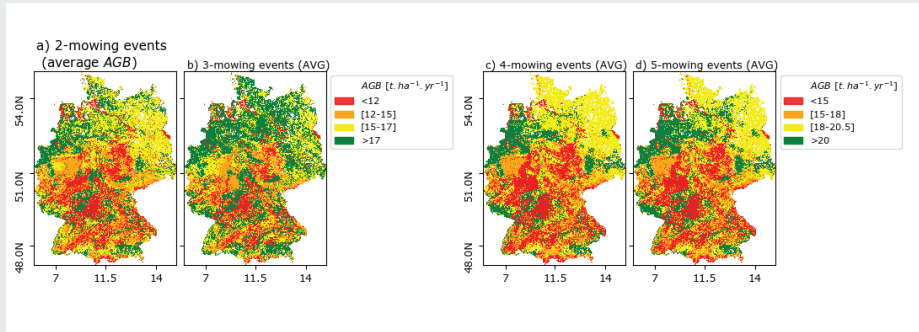 a) 2-mowing events
(average AGB)
b) 3-mowing events (AVG)
c) 4-mowing events (AVG)
d) 5-mowing events (AVG)
AGB [t. ha⁻¹. yr⁻¹]
<12
[12-15]
[15-17]
>17
AGB [t. ha⁻¹. yr⁻¹]
<15
[15-18]
[18-20.5]
>20
54.0N
51.0N
48.0N
7 11.5 14
7 11.5 14
54.0N
51.0N
48.0N
7 11.5 14
7 11.5 14